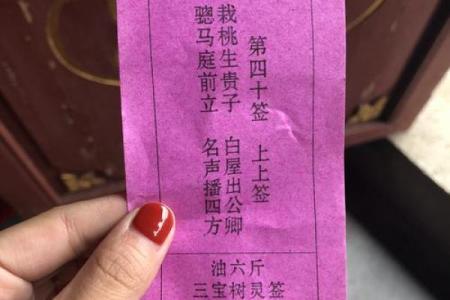 第四十签 上上签
栽桃生贵子 白屋出公卿
骢马庭前立 名声播四方
油六斤
三宝树灵签